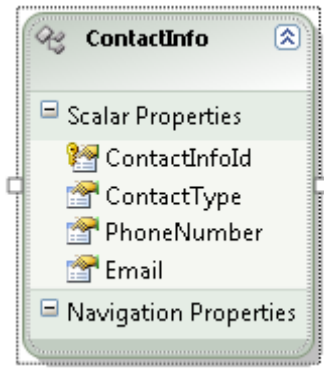 ContactInfo
Scalar Properties
ContactInfoId
ContactType
PhoneNumber
Email
Navigation Properties